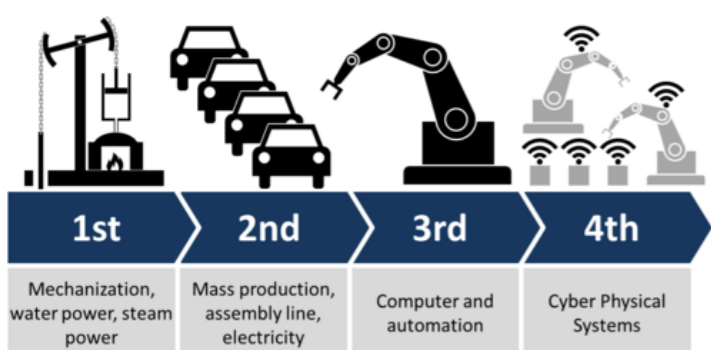 1st
2nd
3rd
4th
Mechanization,
water power, steam
power
Mass production,
assembly line,
electricity
Computer and
automation
Cyber Physical
Systems